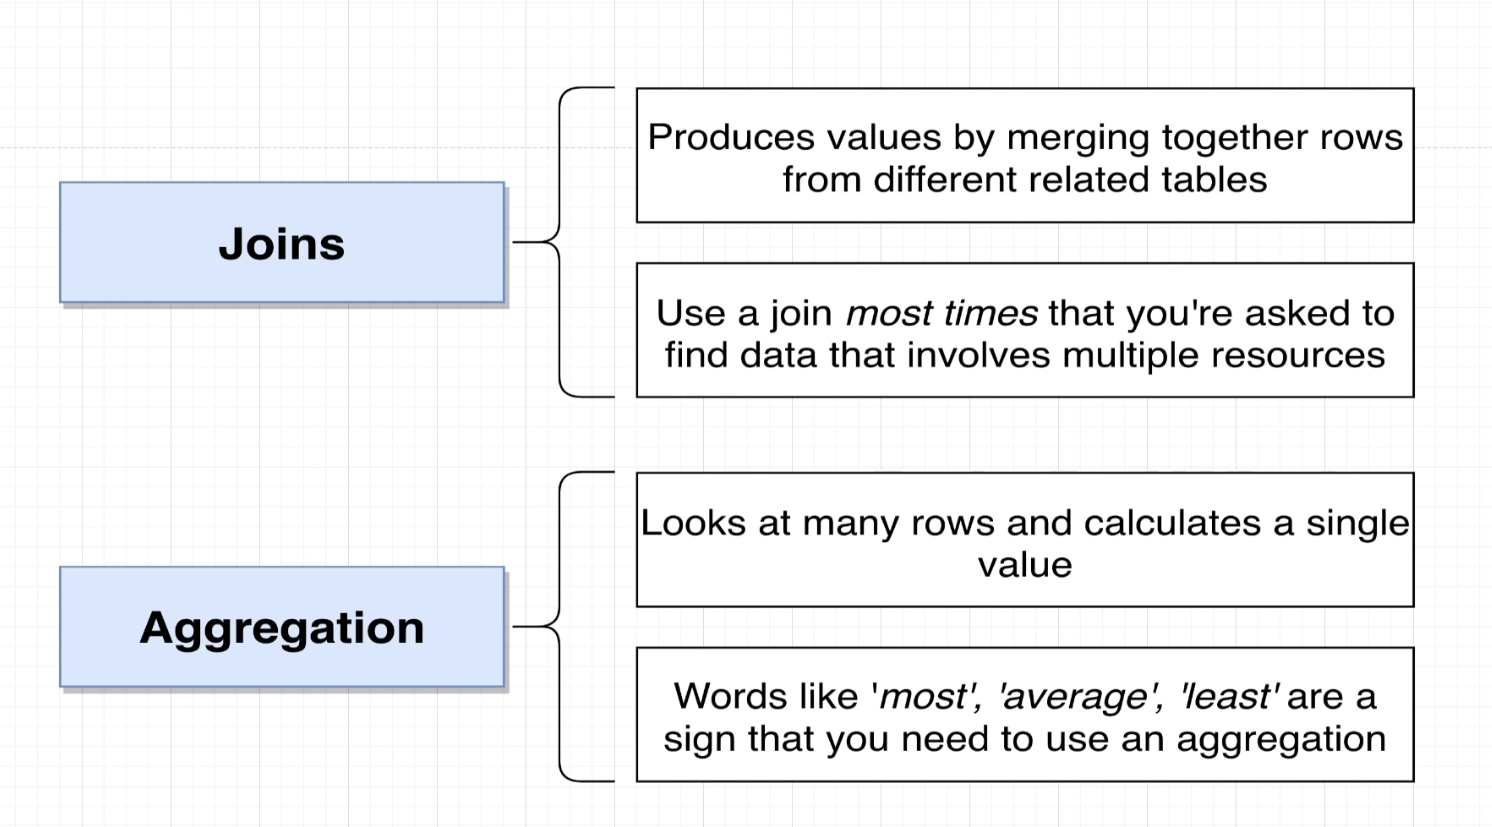 Joins
Produces values by merging together rows
from different related tables
Use a join most times that you're asked to
find data that involves multiple resources
Aggregation
Looks at many rows and calculates a single
value
Words like 'most', 'average', 'least' are a
sign that you need to use an aggregation